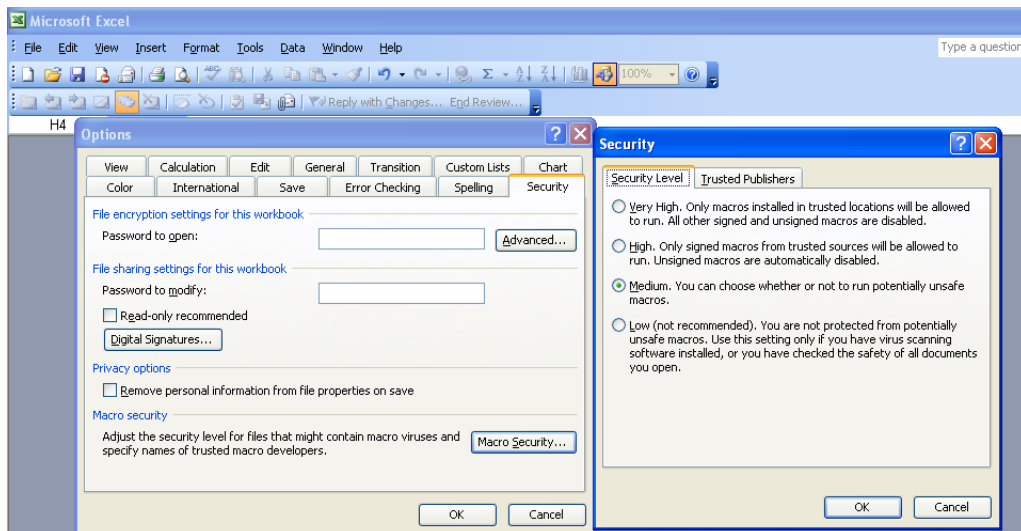 Microsoft Excel
File Edit View Insert Format Tools Data Window Help
Type a question
100%
Reply with Changes... End Review...
H4
Options
View Calculation Edit General Transition Custom Lists Chart
Color International Save Error Checking Spelling Security
File encryption settings for this workbook
Password to open:
Advanced...
File sharing settings for this workbook
Password to modify:
Read-only recommended
Digital Signatures...
Privacy options
Remove personal information from file properties on save
Macro security
Adjust the security level for files that might contain macro viruses and
specify names of trusted macro developers.
Macro Security...
OK Cancel
Security
Security Level Trusted Publishers
Very High. Only macros installed in trusted locations will be allowed
to run. All other signed and unsigned macros are disabled.
High. Only signed macros from trusted sources will be allowed to
run. Unsigned macros are automatically disabled.
Medium. You can choose whether or not to run potentially unsafe
macros.
Low (not recommended). You are not protected from potentially
unsafe macros. Use this setting only if you have virus scanning
software installed, or you have checked the safety of all documents
you open.
OK Cancel